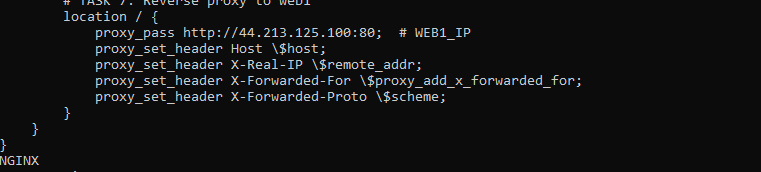 # TASK 7: Reverse proxy to web1
location / {
proxy_pass http://44.213.125.100:80;  # WEB1_IP
proxy_set_header Host \$host;
proxy_set_header X-Real-IP \$remote_addr;
proxy_set_header X-Forwarded-For \$proxy_add_x_forwarded_for;
proxy_set_header X-Forwarded-Proto \$scheme;
}
}
}
NGINX